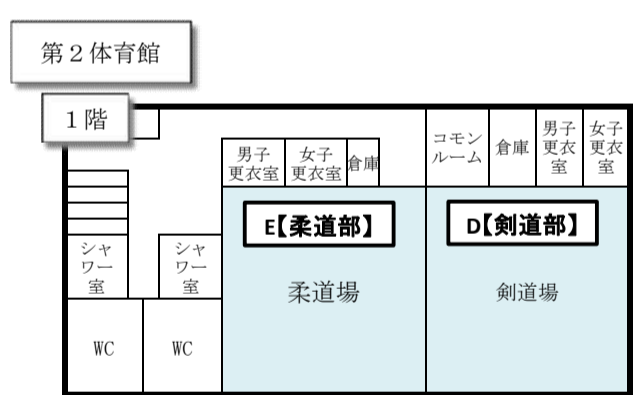 第２体育館
１階
男子
更衣室
女子
更衣室
倉庫
コモン
ルーム
倉庫
男子
更衣
室
女子
更衣
室
E【柔道部】
D【剣道部】
シャ
ワー
室
シャ
ワー
室
柔道場
剣道場
WC
WC